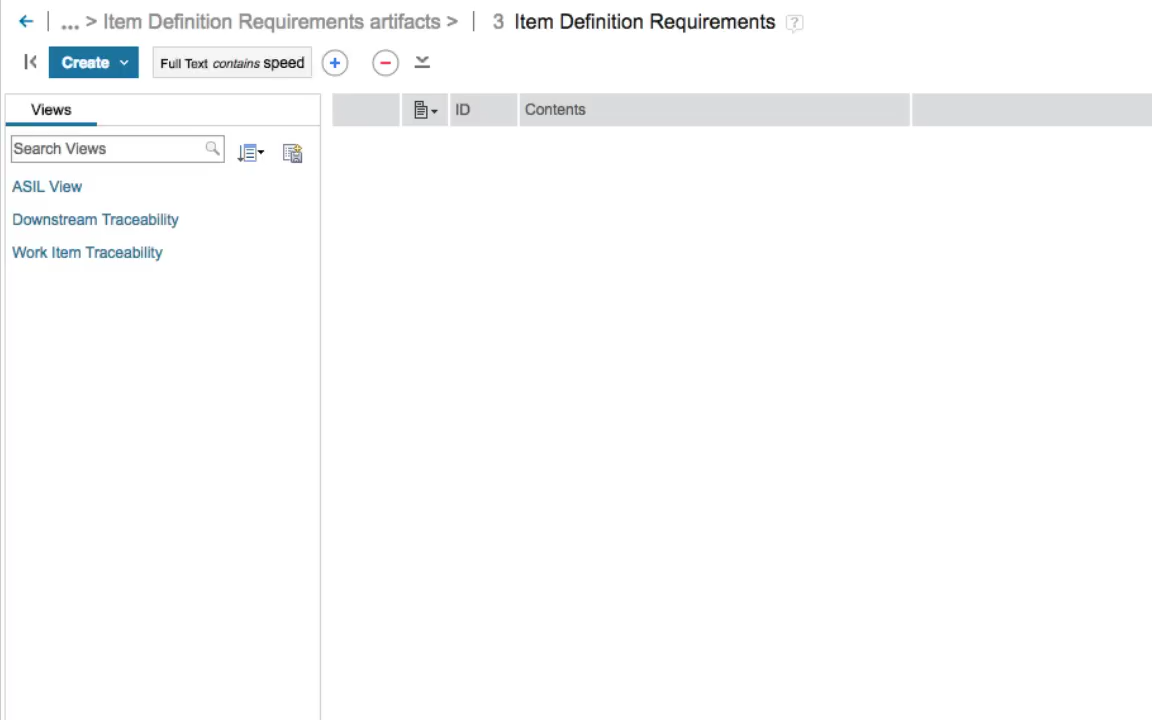 ... > Item Definition Requirements artifacts > | 3 Item Definition Requirements ?
Create Full Text contains speed
Views
ID Contents
Search Views
ASIL View
Downstream Traceability
Work Item Traceability